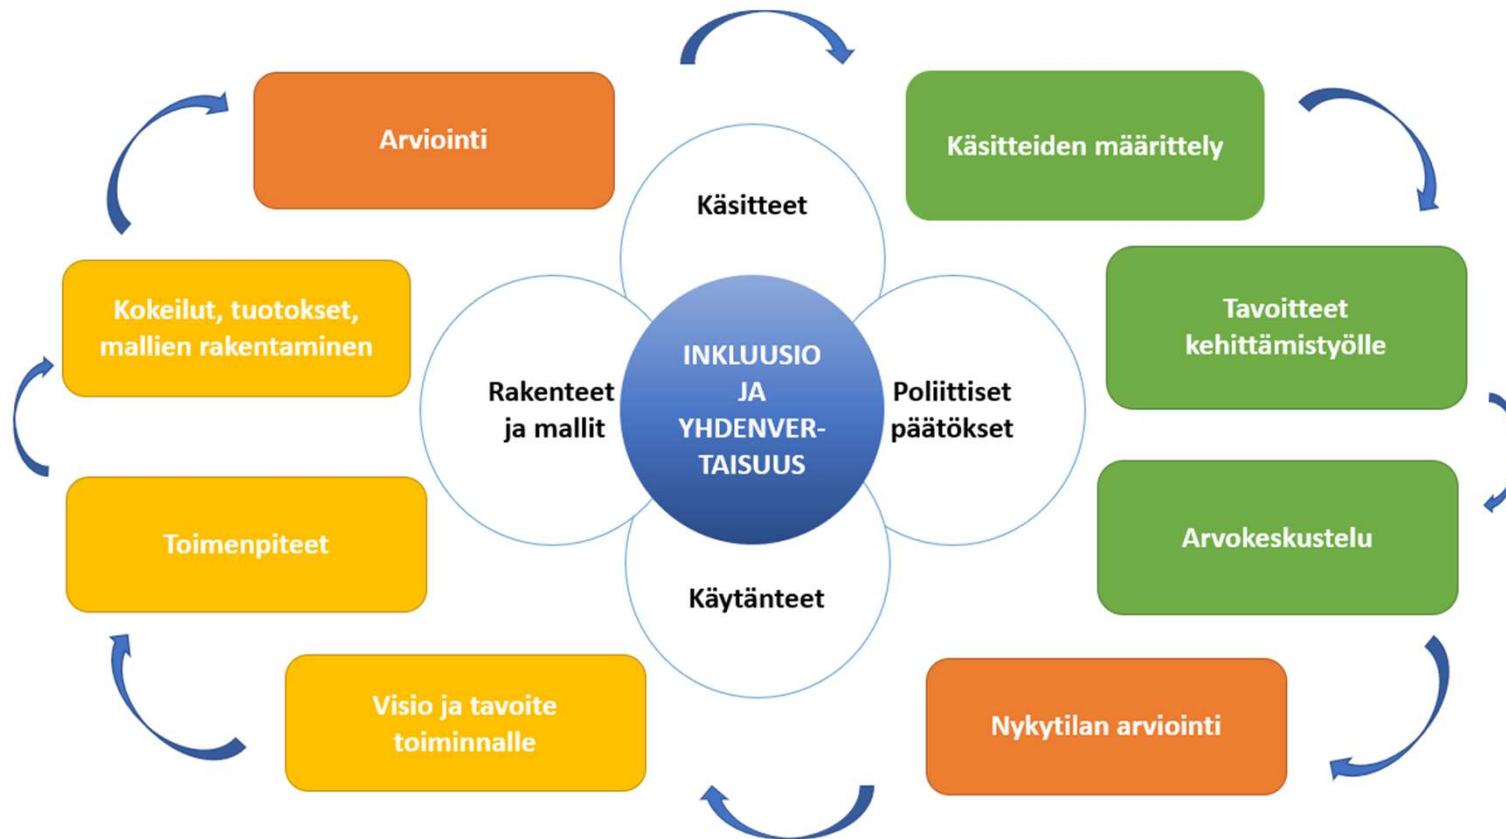 Arviointi
Käsitteiden määrittely
Tavoitteet
kehittämistyölle
Arvokeskustelu
Nykytilan arviointi
Visio ja tavoite
toiminnalle
Toimenpiteet
Kokeilut, tuotokset,
mallien rakentaminen
Käsitteet
Poliittiset
päätökset
Käytänteet
Rakenteet
ja mallit
INKLUUSIO
JA
YHDENVER-
TAISUUS